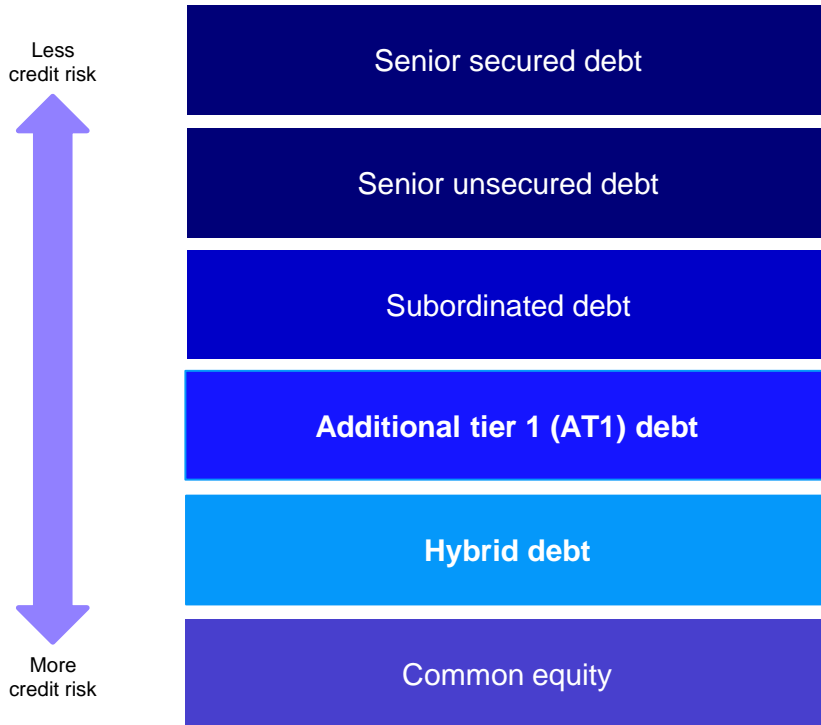 Less
credit risk
Senior secured debt
Senior unsecured debt
Subordinated debt
Additional tier 1 (AT1) debt
Hybrid debt
More
credit risk
Common equity